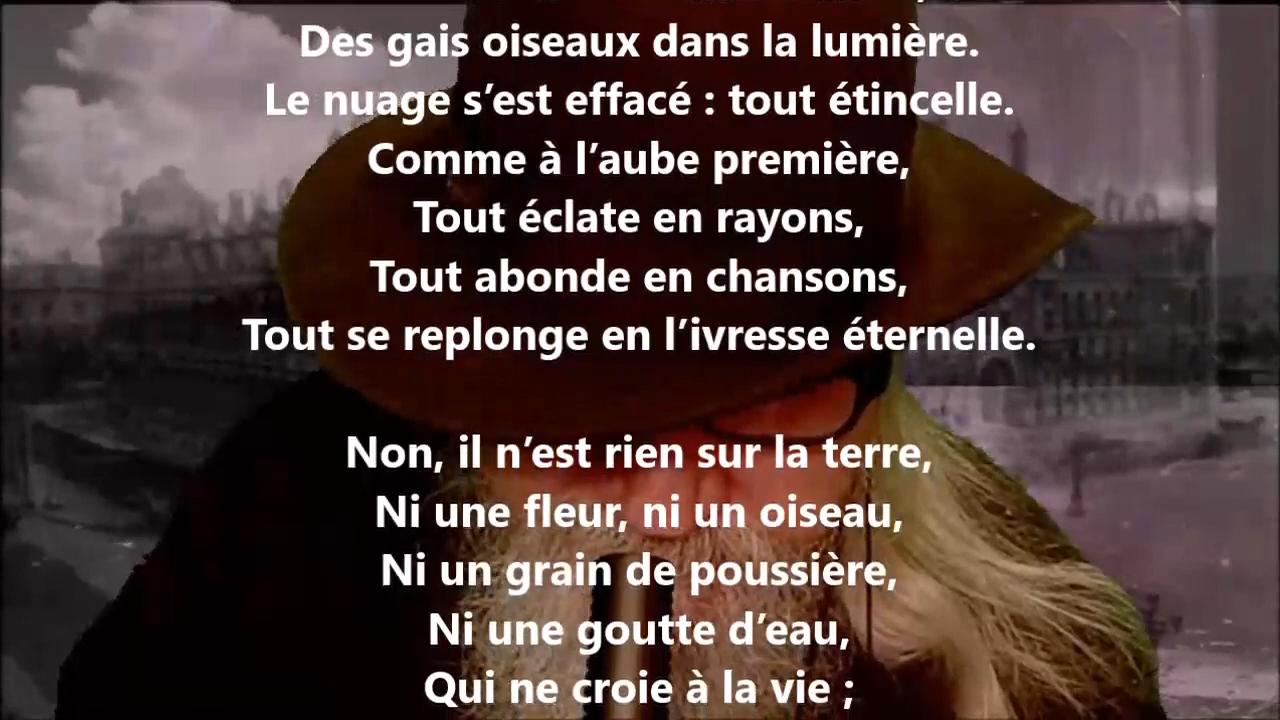 Des gais oiseaux dans la lumière.
Le nuage s’est effacé : tout étincelle.
Comme à l’aube première,
Tout éclate en rayons,
Tout abonde en chansons,
Tout se replonge en l’ivresse éternelle.
Non, il n’est rien sur la terre,
Ni une fleur, ni un oiseau,
Ni un grain de poussière,
Ni une goutte d’eau,
Qui ne croie à la vie ;